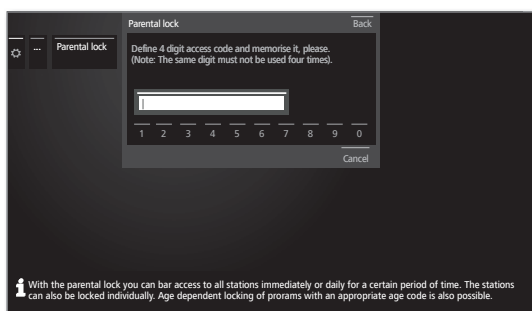 Parental lock Back
... Parental lock
Define 4 digit access code and memorise it, please.
(Note: The same digit must not be used four times).
1 2 3 4 5 6 7 8 9 0
Cancel
i With the parental lock you can bar access to all stations immediately or daily for a certain period of time. The stations
can also be locked individually. Age dependent locking of prorams with an appropriate age code is also possible.